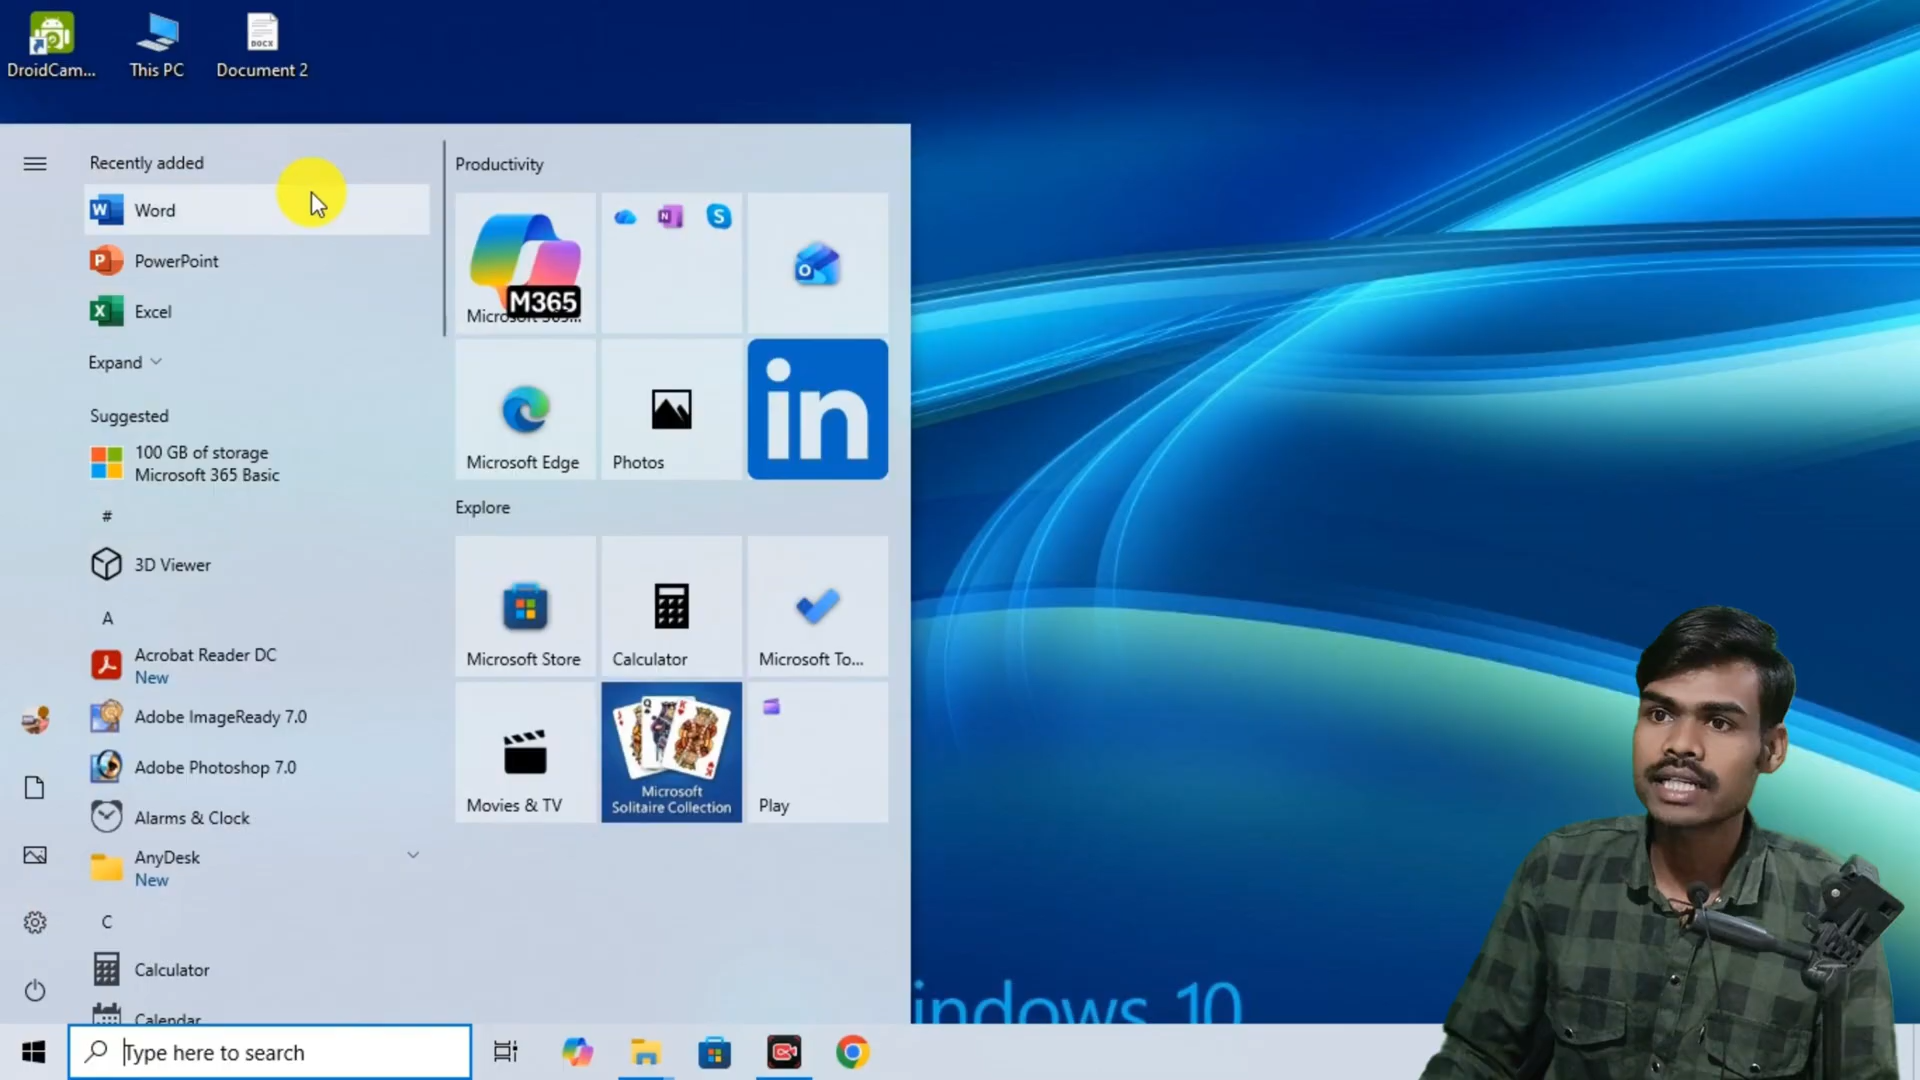 DroidCam...
This PC
DOCX
Document 2
Recently added
Word
PowerPoint
Excel
Expand
Suggested
100 GB of storage
Microsoft 365 Basic
#
3D Viewer
A
Acrobat Reader DC
New
Adobe ImageReady 7.0
Adobe Photoshop 7.0
Alarms & Clock
AnyDesk
New
C
Calculator
Calendar
Productivity
M365
Microsoft 365...
Microsoft Edge
Photos
in
Explore
Microsoft Store
Calculator
Microsoft To...
Movies & TV
Microsoft
Solitaire Collection
Play
indows 10
Type here to search